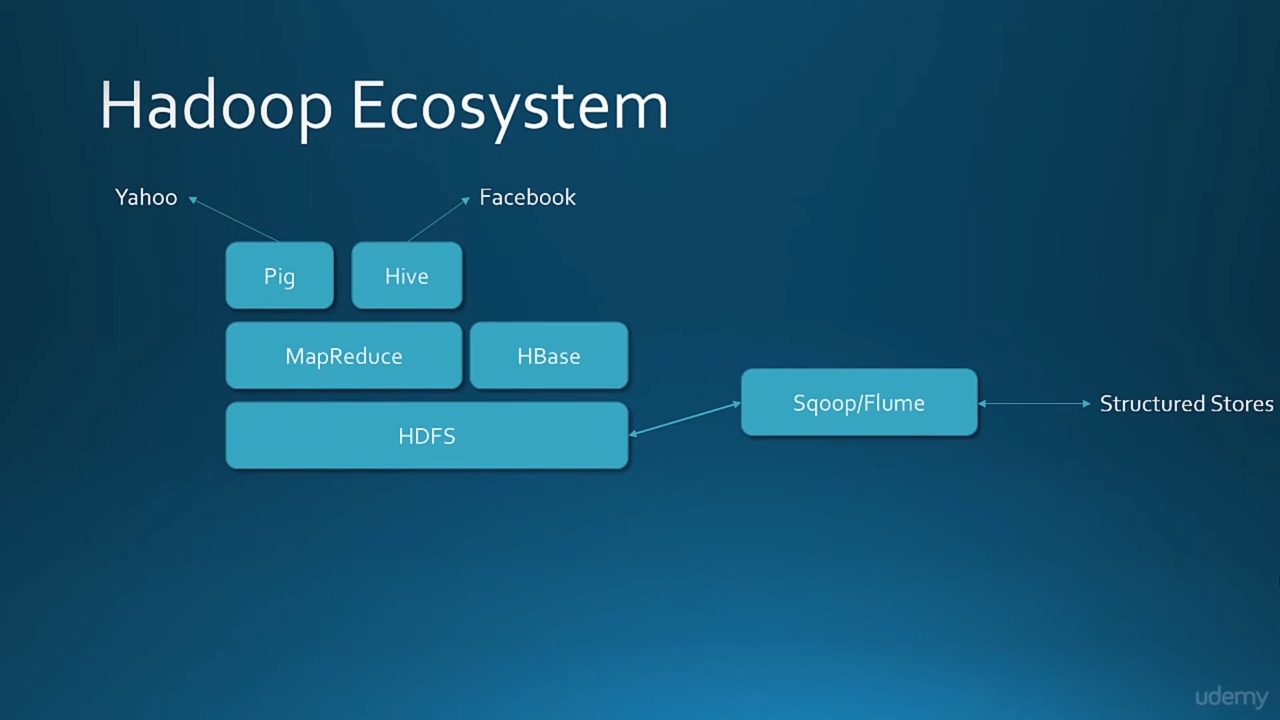 Hadoop Ecosystem
Yahoo
Facebook
Pig
Hive
MapReduce
HBase
HDFS
Sqoop/Flume
Structured Stores
udemy